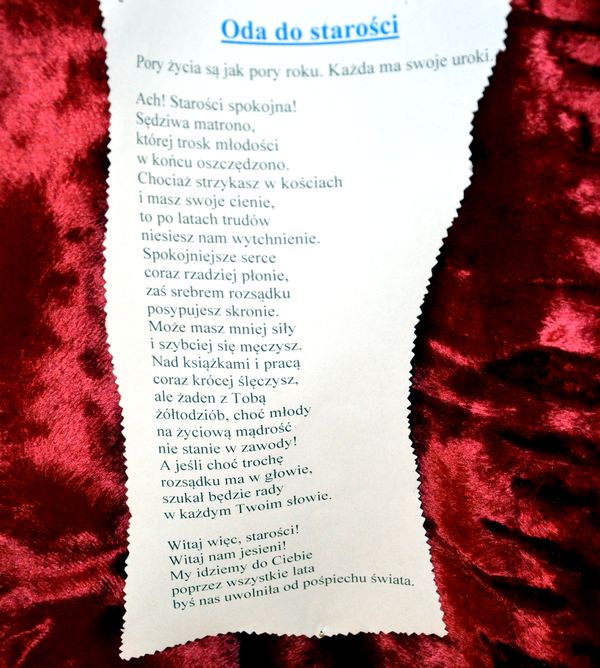 Oda do starości
Pory życia są jak pory roku. Każda ma swoje uroki.
Ach! Starości spokojna!
Sędziwa matrono,
której trosk młodości
w końcu oszczędzono.
Chociaż strzykasz w kościach
i masz swoje cienie,
to po latach trudów
niesiesz nam wytchnienie.
Spokojniejsze serce
coraz rzadziej płonie,
zaś srebrem rozsądku
posypujesz skronie.
Może masz mniej siły
i szybciej się męczysz.
Nad książkami i pracą
coraz krócej ślęczysz,
ale żaden z Tobą
żółtodziób, choć młody
na życiową mądrość
nie stanie w zawody!
A jeśli choć trochę
rozsądku ma w głowie,
szukał będzie rady
w każdym Twoim słowie.
Witaj więc, starości!
Witaj nam jesieni!
My idziemy do Ciebie
poprzez wszystkie lata
byś nas uwolniła od pośpiechu świata.